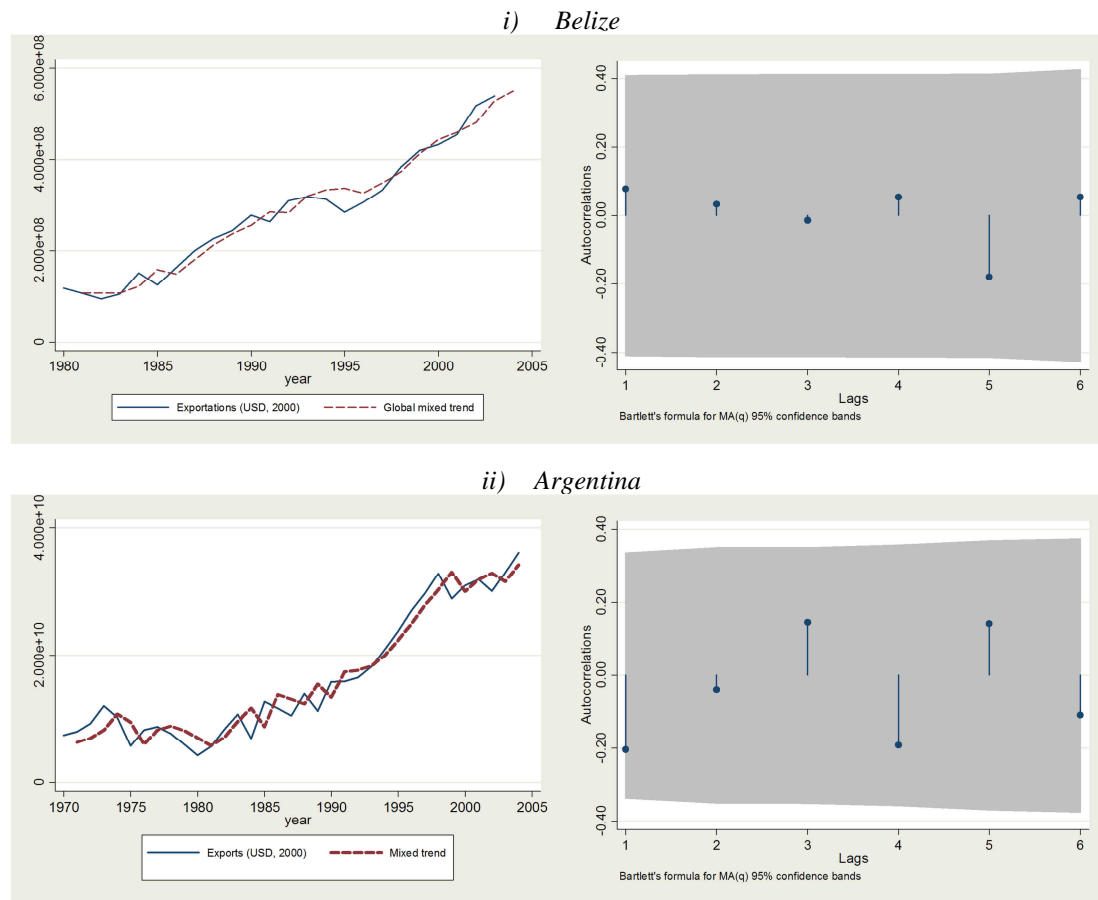 i) Belize
6.000e+08
4.000e+08
2.000e+08
0
1980 1985 1990 1995 2000 2005
year
Exportations (USD, 2000) Global mixed trend
Autocorrelations
0.40
0.20
0.00
-0.20
-0.40
1 2 3 4 5 6
Lags
Bartlett's formula for MA(q) 95% confidence bands
ii) Argentina
4.000e+10
2.000e+10
0
1970 1975 1980 1985 1990 1995 2000 2005
year
Exports (USD, 2000) Mixed trend
Autocorrelations
0.40
0.20
0.00
-0.20
-0.40
1 2 3 4 5 6
Lags
Bartlett's formula for MA(q) 95% confidence bands